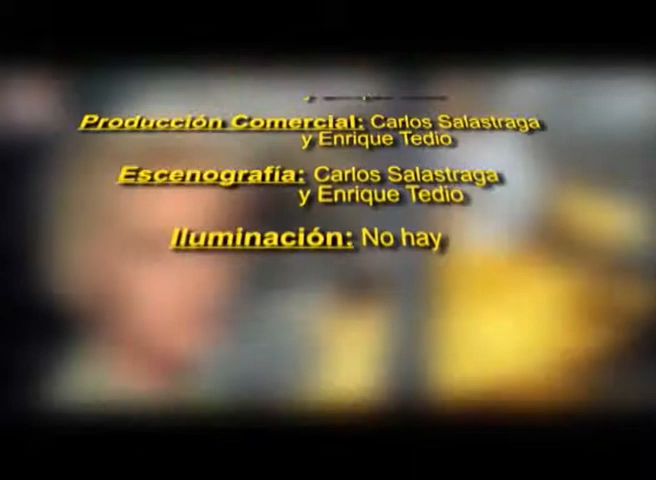 Producción Comercial: Carlos Salastraga
y Enrique Tedio
Escenografía: Carlos Salastraga
y Enrique Tedio
Iluminación: No hay